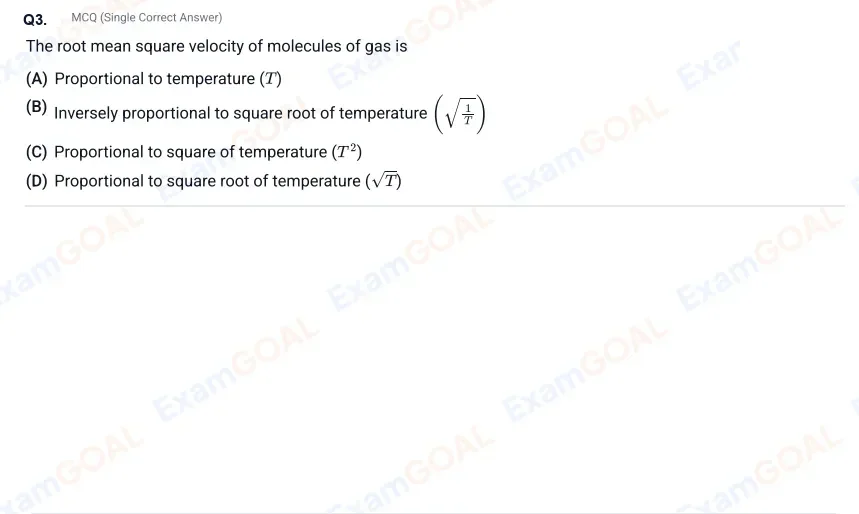 Q3. MCQ (Single Correct Answer)
The root mean square velocity of molecules of gas is
(A) Proportional to temperature (T)
(B) Inversely proportional to square root of temperature (√(1/T))
(C) Proportional to square of temperature (T²)
(D) Proportional to square root of temperature (√T)
ExamGOAL